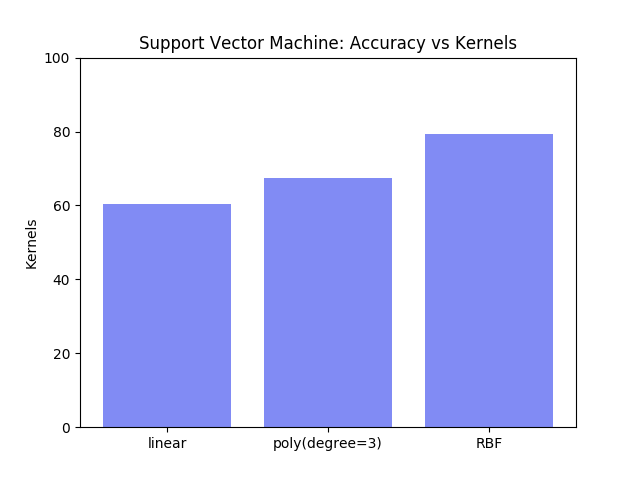 Support Vector Machine: Accuracy vs Kernels
100
80
60
40
20
0
Kernels
linear
poly(degree=3)
RBF